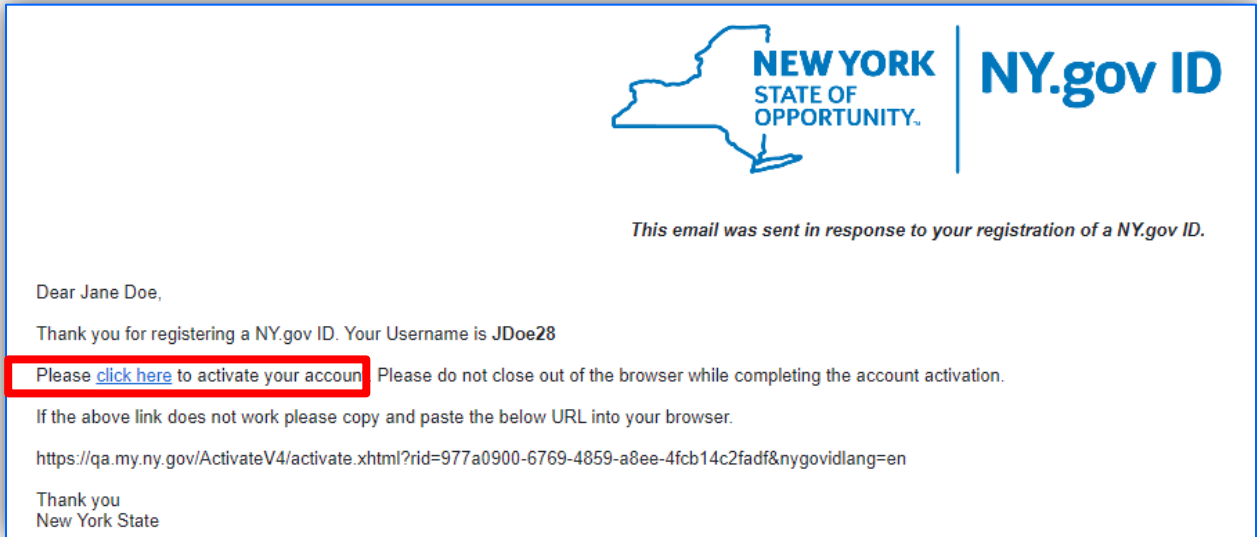 NEW YORK
STATE OF
OPPORTUNITY™
NY.gov ID
This email was sent in response to your registration of a NY.gov ID.
Dear Jane Doe,
Thank you for registering a NY.gov ID. Your Username is JDoe28
Please click here to activate your account. Please do not close out of the browser while completing the account activation.
If the above link does not work please copy and paste the below URL into your browser.
https://qa.my.ny.gov/ActivateV4/activate.xhtml?rid=977a0900-6769-4859-a8ee-4fcb14c2fadf&nygovidlang=en
Thank you
New York State